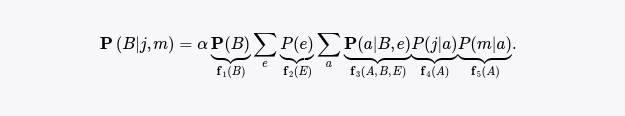 P (B|j, m) = α P(B) ∑ P(e) ∑ P(a|B, e) P(j|a) P(m|a).
e a
f₁(B) f₂(E) f₃(A, B, E) f₄(A) f₅(A)